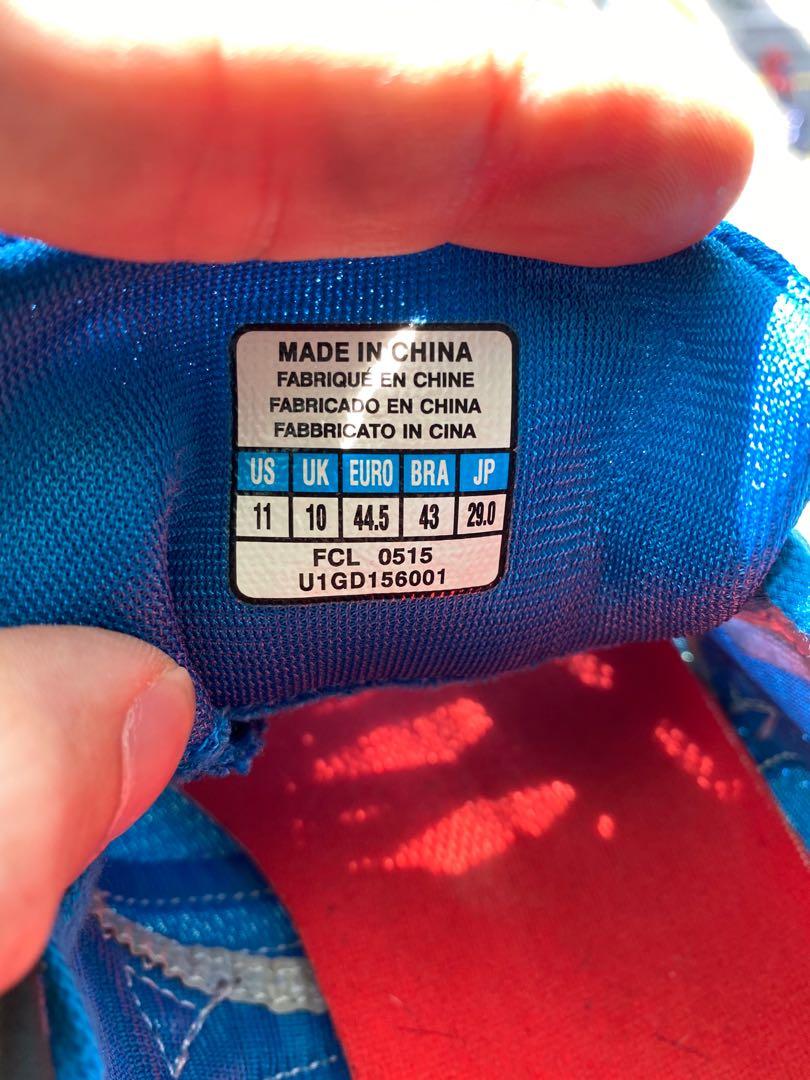 MADE IN CHINA
FABRIQUÉ EN CHINE
FABRICADO EN CHINA
FABBRICATO IN CINA
US UK EURO BRA JP
11 10 44.5 43 29.0
FCL 0515
U1GD156001